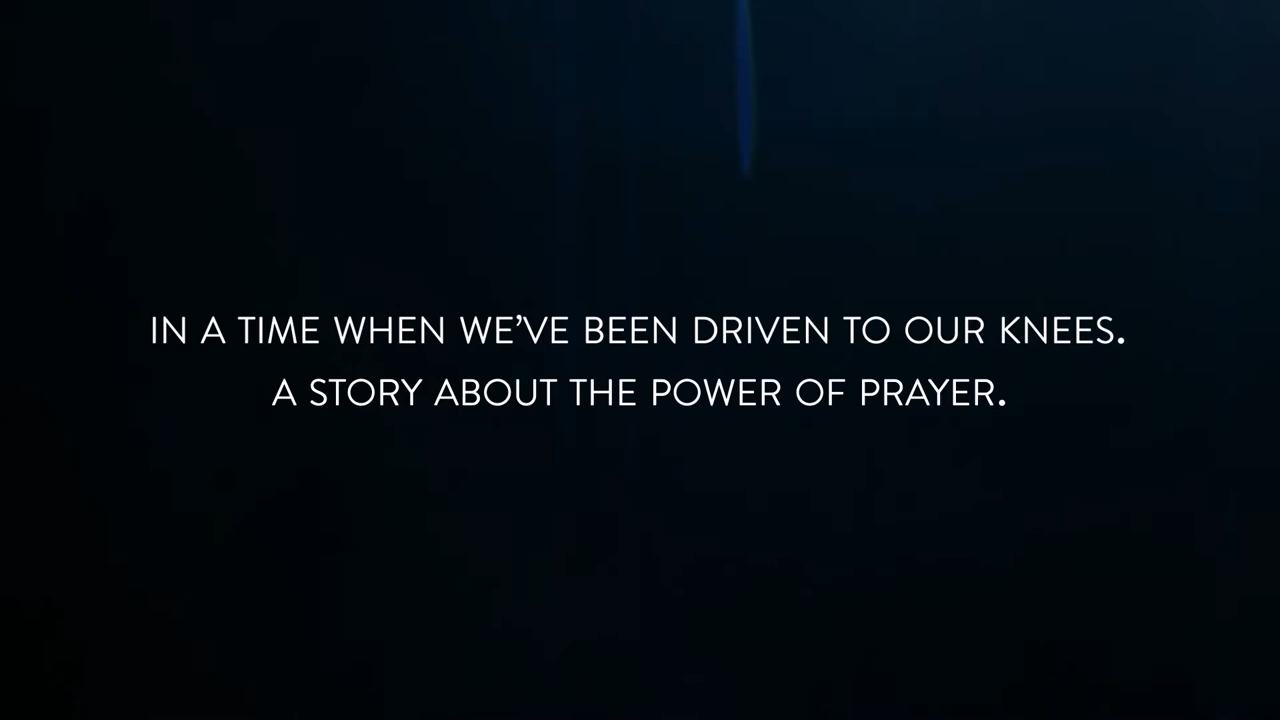 IN A TIME WHEN WE’VE BEEN DRIVEN TO OUR KNEES.
A STORY ABOUT THE POWER OF PRAYER.